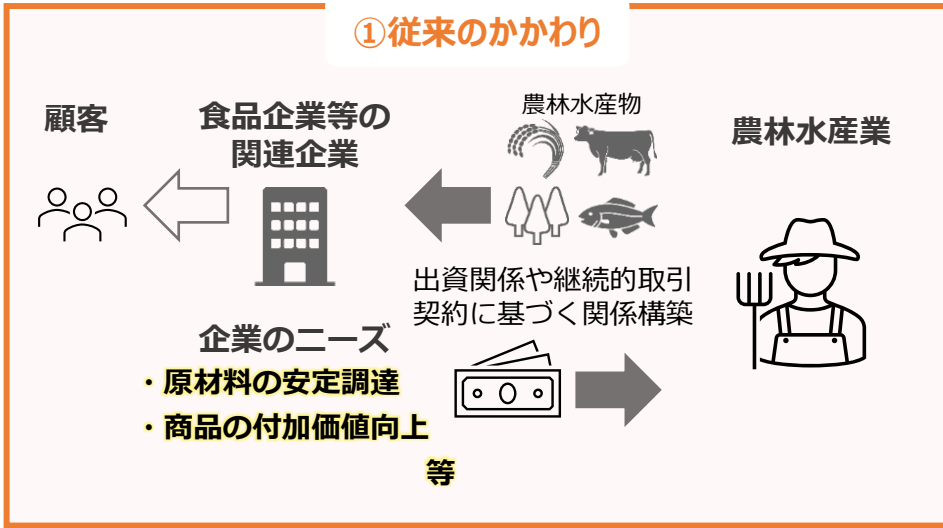 ①従来のかかわり
顧客
食品企業等の
関連企業
農林水産物
農林水産業
出資関係や継続的取引
契約に基づく関係構築
企業のニーズ
・原材料の安定調達
・商品の付加価値向上
等